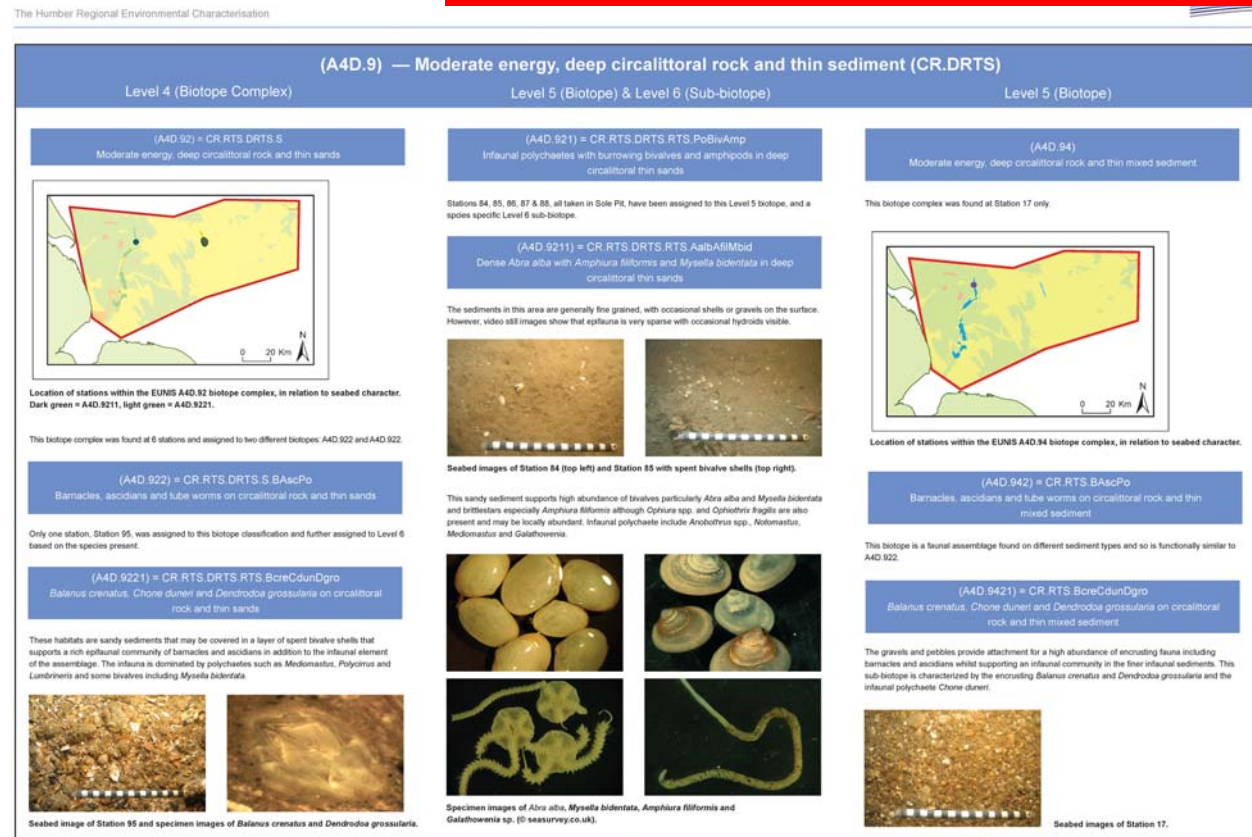 The Humber Regional Environmental Characterisation
(A4D.9) — Moderate energy, deep circalittoral rock and thin sediment (CR.DRTS)
Level 4 (Biotope Complex)
Level 5 (Biotope) & Level 6 (Sub-biotope)
Level 5 (Biotope)
(A4D.92) = CR.RTS.DRTS.S
Moderate energy, deep circalittoral rock and thin sands
N
0 20 Km
Location of stations within the EUNIS A4D.92 biotope complex, in relation to seabed character.
Dark green = A4D.9211, light green = A4D.9221.
This biotope complex was found at 6 stations and assigned to two different biotopes: A4D.922 and A4D.922.
(A4D.922) = CR.RTS.DRTS.S.BAscPo
Barnacles, ascidians and tube worms on circalittoral rock and thin sands
Only one station, Station 95, was assigned to this biotope classification and further assigned to Level 6
based on the species present.
(A4D.9221) = CR.RTS.DRTS.RTS.BcreCdunDgro
Balanus crenatus, Chone duneri and Dendrodoa grossularia on circalittoral
rock and thin sands
These habitats are sandy sediments that may be covered in a layer of spent bivalve shells that
supports a rich epifaunal community of barnacles and ascidians in addition to the infaunal element
of the assemblage. The infauna is dominated by polychaetes such as Mediomastus, Polycirrus and
Lumbrineris and some bivalves including Mysella bidentata.
Seabed image of Station 95 and specimen images of Balanus crenatus and Dendrodoa grossularia.
(A4D.921) = CR.RTS.DRTS.RTS.PoBivAmp
Infaunal polychaetes with burrowing bivalves and amphipods in deep
circalittoral thin sands
Stations 84, 85, 86, 87 & 88, all taken in Sole Pit, have been assigned to this Level 5 biotope, and a
spcies specific Level 6 sub-biotope.
(A4D.9211) = CR.RTS.DRTS.RTS.AalbAfilMbid
Dense Abra alba with Amphiura filiformis and Mysella bidentata in deep
circalittoral thin sands
The sediments in this area are generally fine grained, with occasional shells or gravels on the surface.
However, video still images show that epifauna is very sparse with occasional hydroids visible.
Seabed images of Station 84 (top left) and Station 85 with spent bivalve shells (top right).
This sandy sediment supports high abundance of bivalves particularly Abra alba and Mysella bidentata
and brittlestars especially Amphiura filiformis although Ophiura spp. and Ophiothrix fragilis are also
present and may be locally abundant. Infaunal polychaete include Anobothrus spp., Notomastus,
Mediomastus and Galathowenia.
Specimen images of Abra alba, Mysella bidentata, Amphiura filiformis and
Galathowenia sp. (© seasurvey.co.uk).
(A4D.94)
Moderate energy, deep circalittoral rock and thin mixed sediment
This biotope complex was found at Station 17 only.
N
0 20 Km
Location of stations within the EUNIS A4D.94 biotope complex, in relation to seabed character.
(A4D.942) = CR.RTS.BAscPo
Barnacles, ascidians and tube worms on circalittoral rock and thin
mixed sediment
This biotope is a faunal assemblage found on different sediment types and so is functionally similar to
A4D.922.
(A4D.9421) = CR.RTS.BcreCdunDgro
Balanus crenatus, Chone duneri and Dendrodoa grossularia on circalittoral
rock and thin mixed sediment
The gravels and pebbles provide attachment for a high abundance of encrusting fauna including
barnacles and ascidians whilst supporting an infaunal community in the finer infaunal sediments. This
sub-biotope is characterized by the encrusting Balanus crenatus and Dendrodoa grossularia and the
infaunal polychaete Chone duneri.
Seabed images of Station 17.